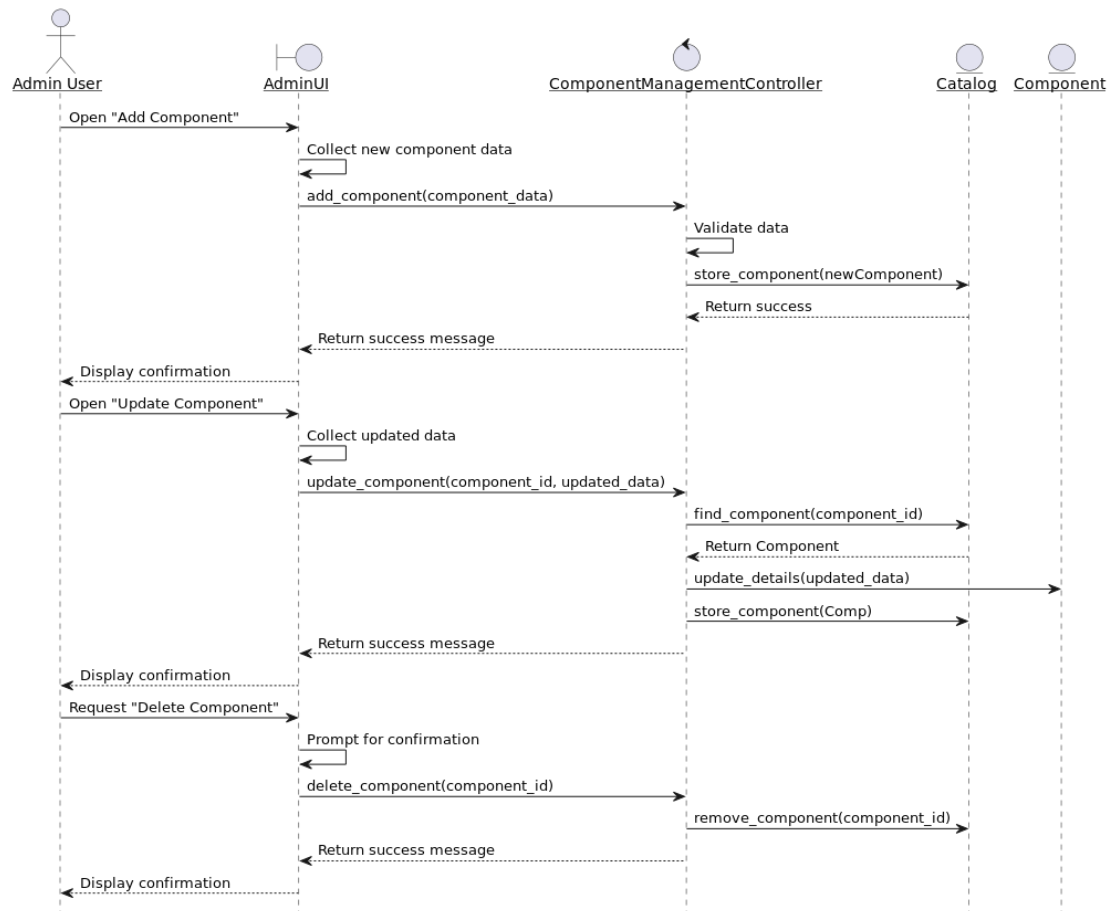 Admin User
AdminUI
ComponentManagementController
Catalog
Component
Open "Add Component"
Collect new component data
add_component(component_data)
Validate data
store_component(newComponent)
Return success
Return success message
Display confirmation
Open "Update Component"
Collect updated data
update_component(component_id, updated_data)
find_component(component_id)
Return Component
update_details(updated_data)
store_component(Comp)
Return success message
Display confirmation
Request "Delete Component"
Prompt for confirmation
delete_component(component_id)
remove_component(component_id)
Return success message
Display confirmation